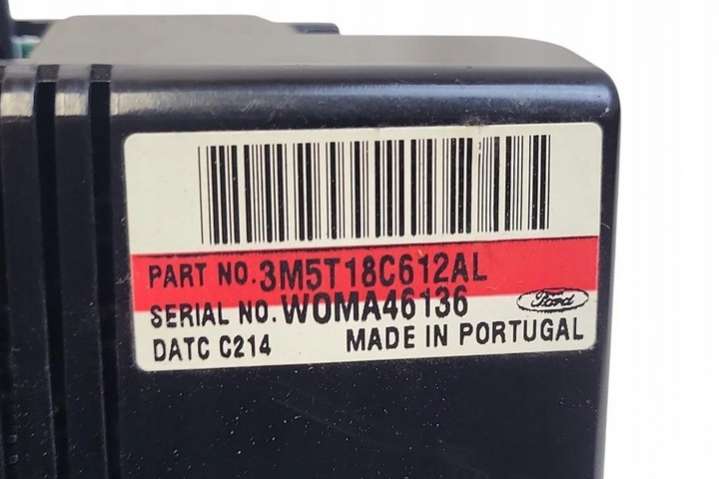 PART NO. 3M5T18C612AL
SERIAL NO. WOMA46136
Ford
DATC C214 MADE IN PORTUGAL